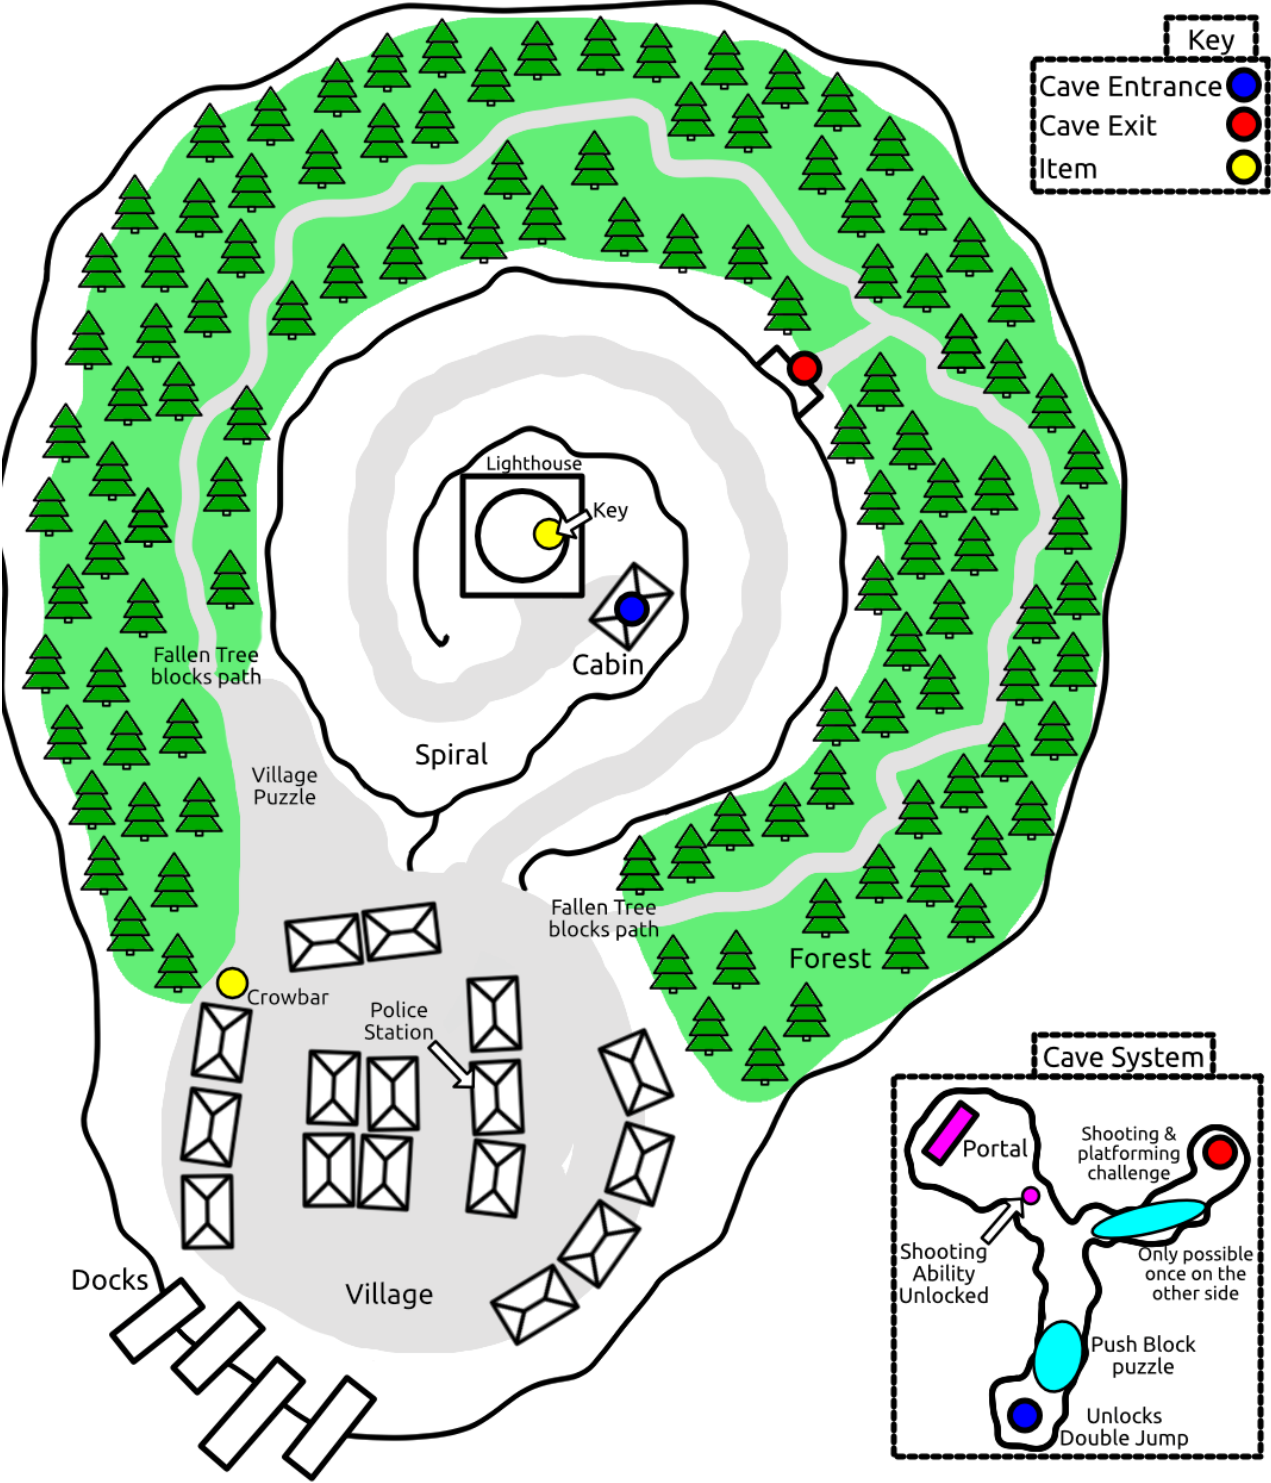 Key
Cave Entrance
Cave Exit
Item
Lighthouse
Key
Cabin
Fallen Tree
blocks path
Spiral
Village
Puzzle
Fallen Tree
blocks path
Forest
Crowbar
Police
Station
Docks
Village
Cave System
Portal
Shooting &
platforming
challenge
Shooting
Ability
Unlocked
Only possible
once on the
other side
Push Block
puzzle
Unlocks
Double Jump